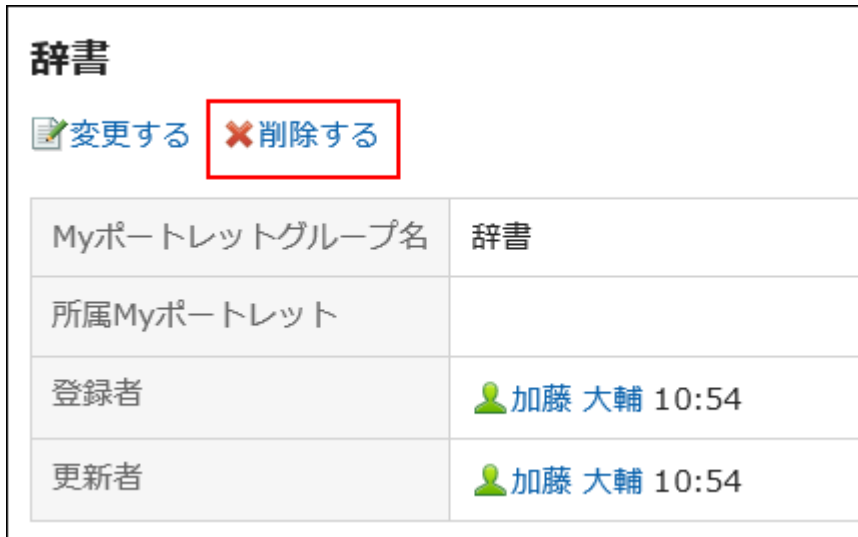 辞書
変更する 削除する
Myポートレットグループ名 辞書
所属Myポートレット
登録者 加藤 大輔 10:54
更新者 加藤 大輔 10:54